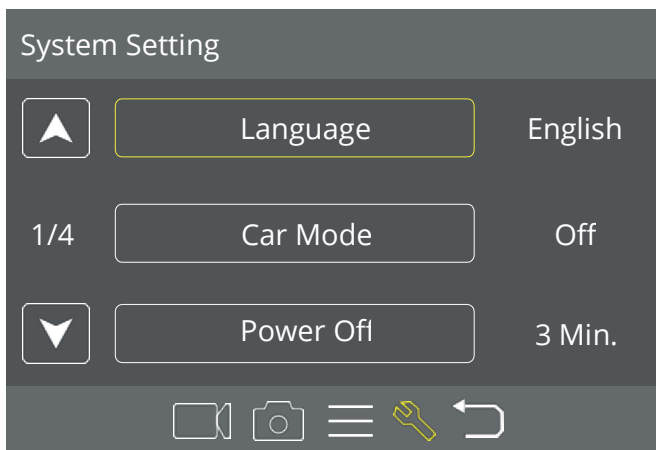 System Setting
Language English
1/4 Car Mode Off
Power Off 3 Min.